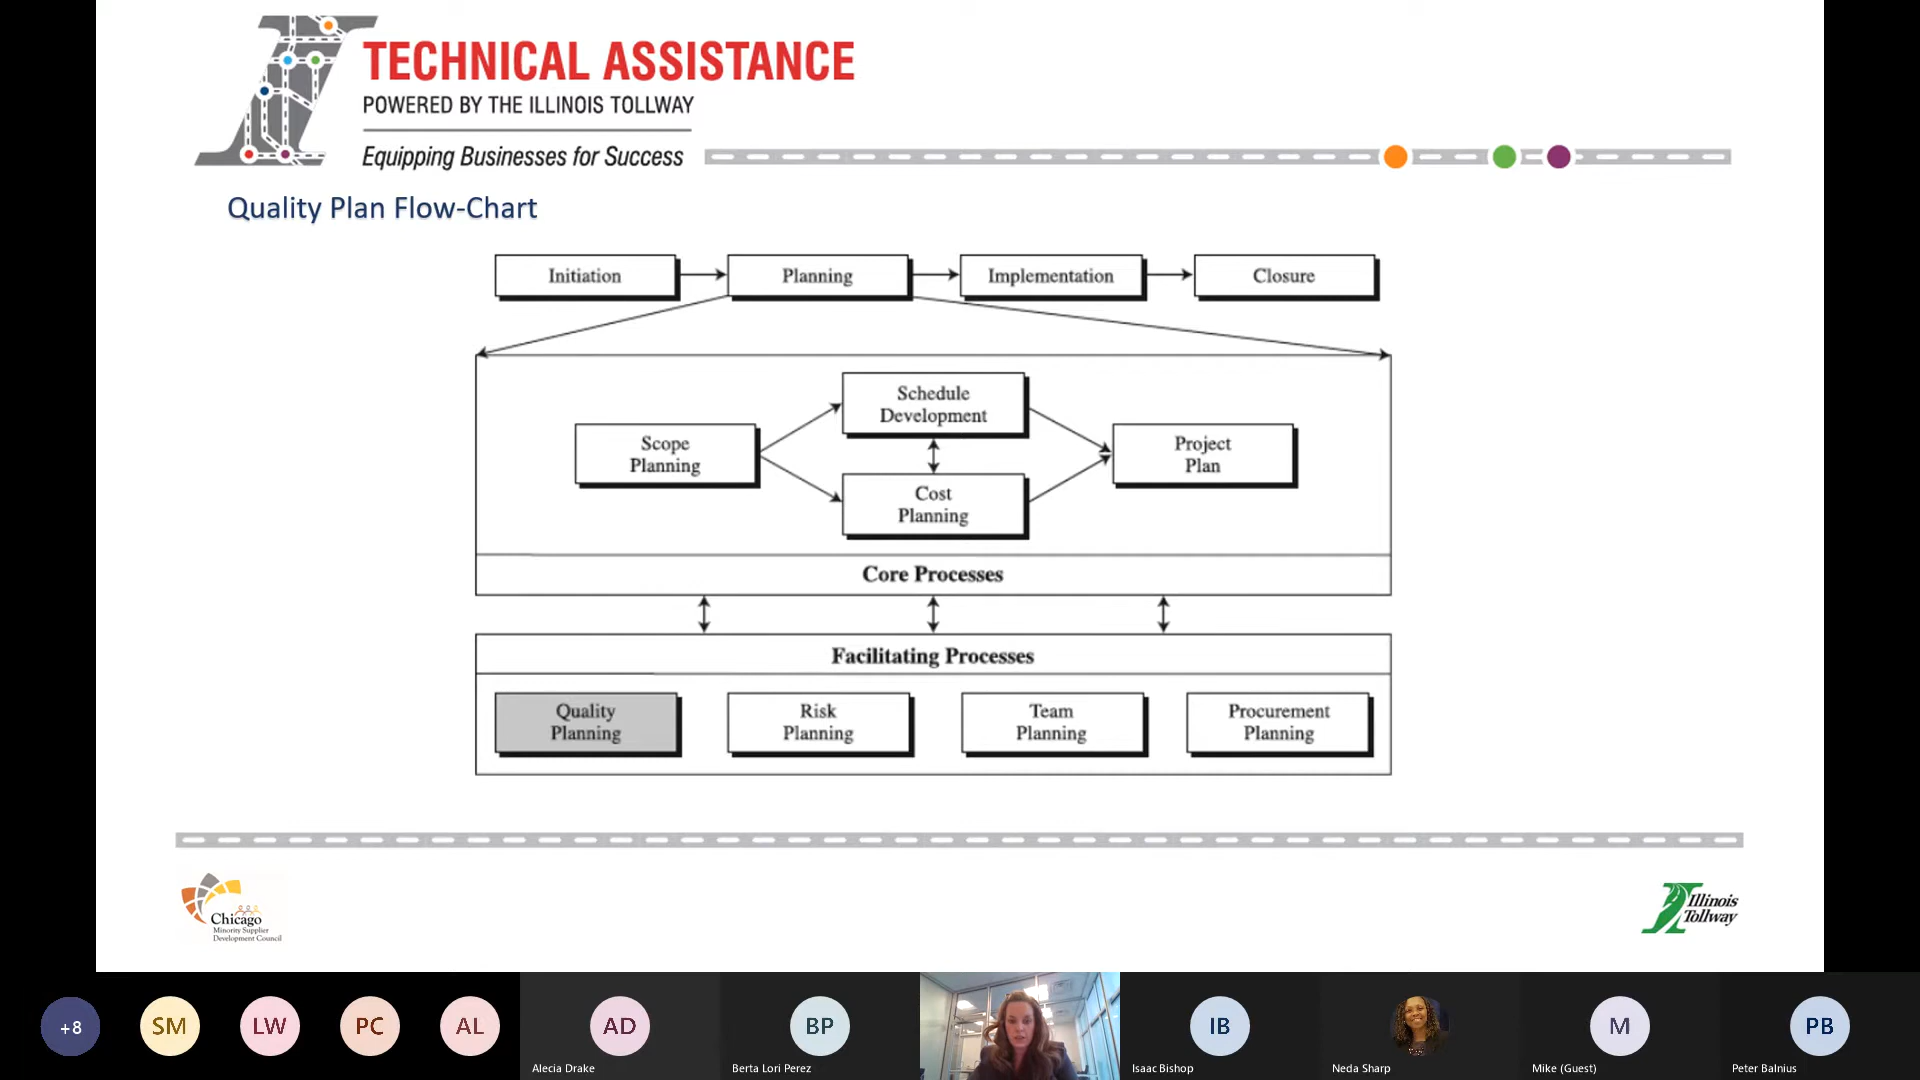 TECHNICAL ASSISTANCE
POWERED BY THE ILLINOIS TOLLWAY
Equipping Businesses for Success
Quality Plan Flow-Chart
Initiation
Planning
Implementation
Closure
Schedule
Development
Scope
Planning
Project
Plan
Cost
Planning
Core Processes
Facilitating Processes
Quality
Planning
Risk
Planning
Team
Planning
Procurement
Planning
Chicago
Minority Supplier
Development Council
Illinois
Tollway
+8
SM
LW
PC
AL
AD
BP
IB
M
PB
Alecia Drake
Berta Lori Perez
Isaac Bishop
Neda Sharp
Mike (Guest)
Peter Balnius